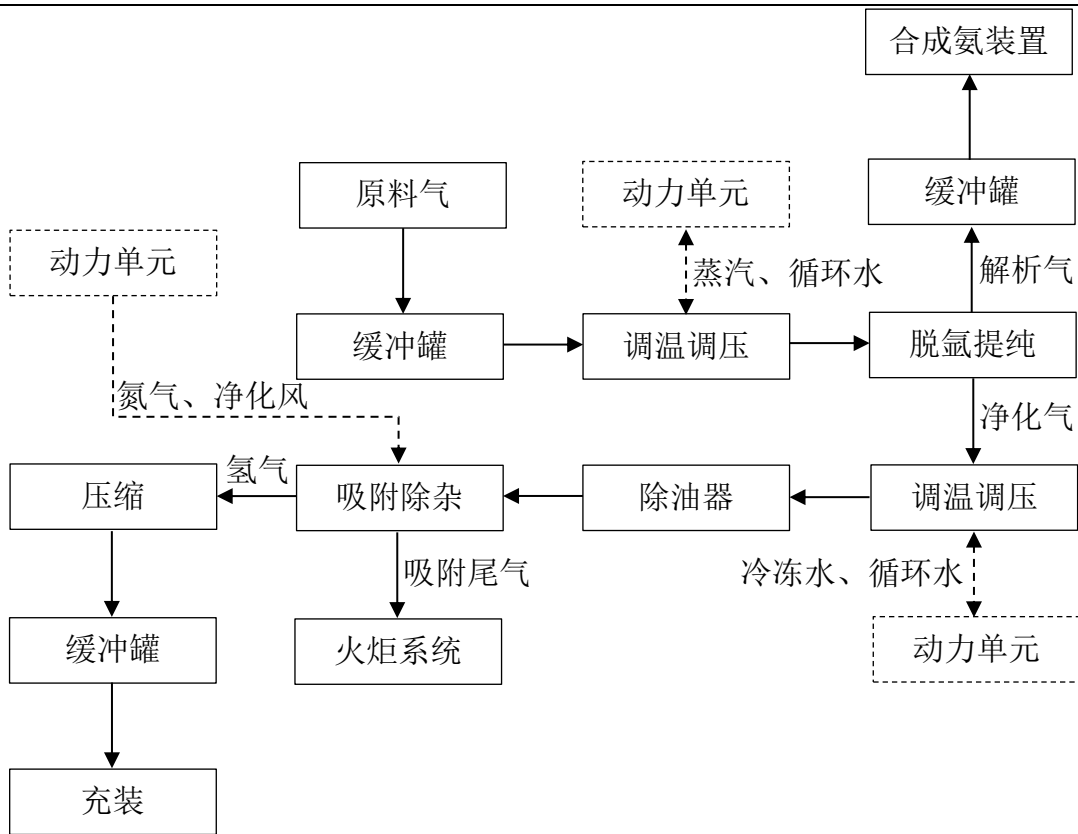 合成氨装置
原料气
动力单元
缓冲罐
动力单元
蒸汽、循环水
解析气
缓冲罐
调温调压
脱氩提纯
氮气、净化风
净化气
压缩
氢气
吸附除杂
除油器
调温调压
吸附尾气
冷冻水、循环水
缓冲罐
火炬系统
动力单元
充装